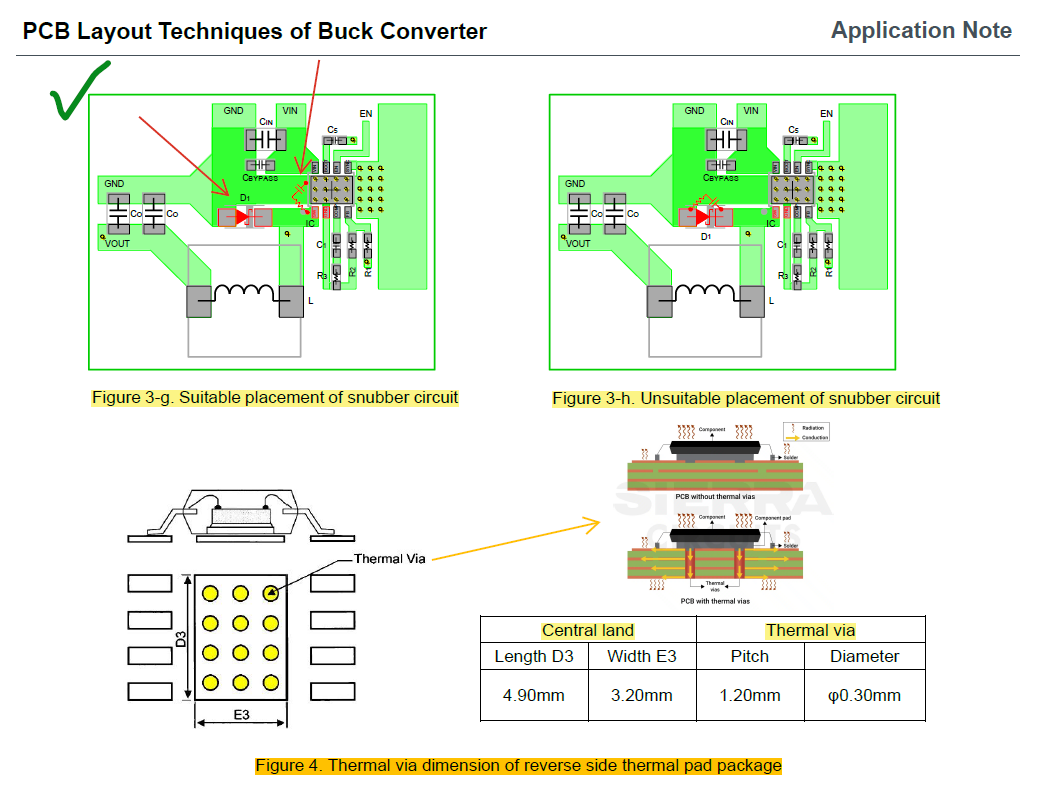 PCB Layout Techniques of Buck Converter
Application Note
GND
VIN
EN
CIN
C5
CBYPASS
GND
D1
CO
CO
IC
VOUT
C1
R3
R2
R1
L
GND
VIN
EN
CIN
C5
CBYPASS
GND
CO
CO
IC
D1
VOUT
C1
R3
R2
R1
L
Figure 3-g. Suitable placement of snubber circuit
Figure 3-h. Unsuitable placement of snubber circuit
Component
Radiation
Conduction
Solder
PCB without thermal vias
SIERRA
CIRCUITS
Component
Component pad
Solder
Thermal
vias
PCB with thermal vias
Thermal Via
D3
E3
Central land
Thermal via
Length D3
Width E3
Pitch
Diameter
4.90mm
3.20mm
1.20mm
φ0.30mm
Figure 4. Thermal via dimension of reverse side thermal pad package